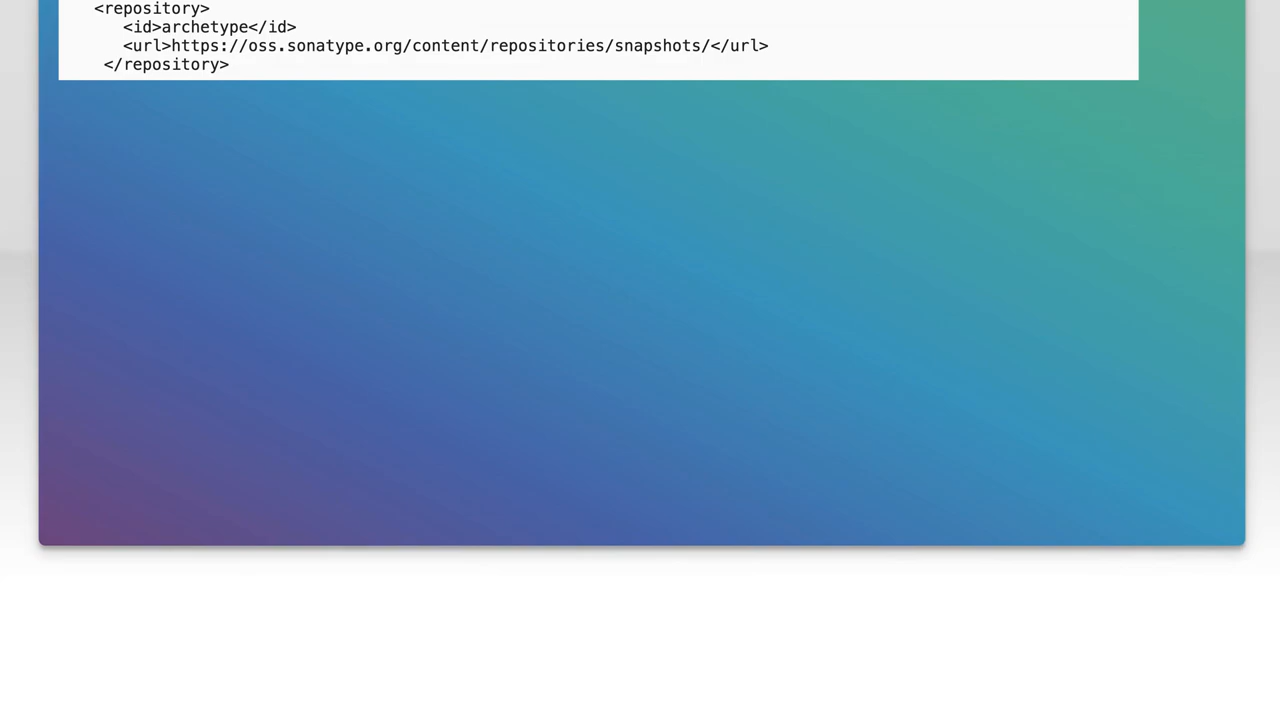 <repository>
<id>archetype</id>
<url>https://oss.sonatype.org/content/repositories/snapshots/</url>
</repository>